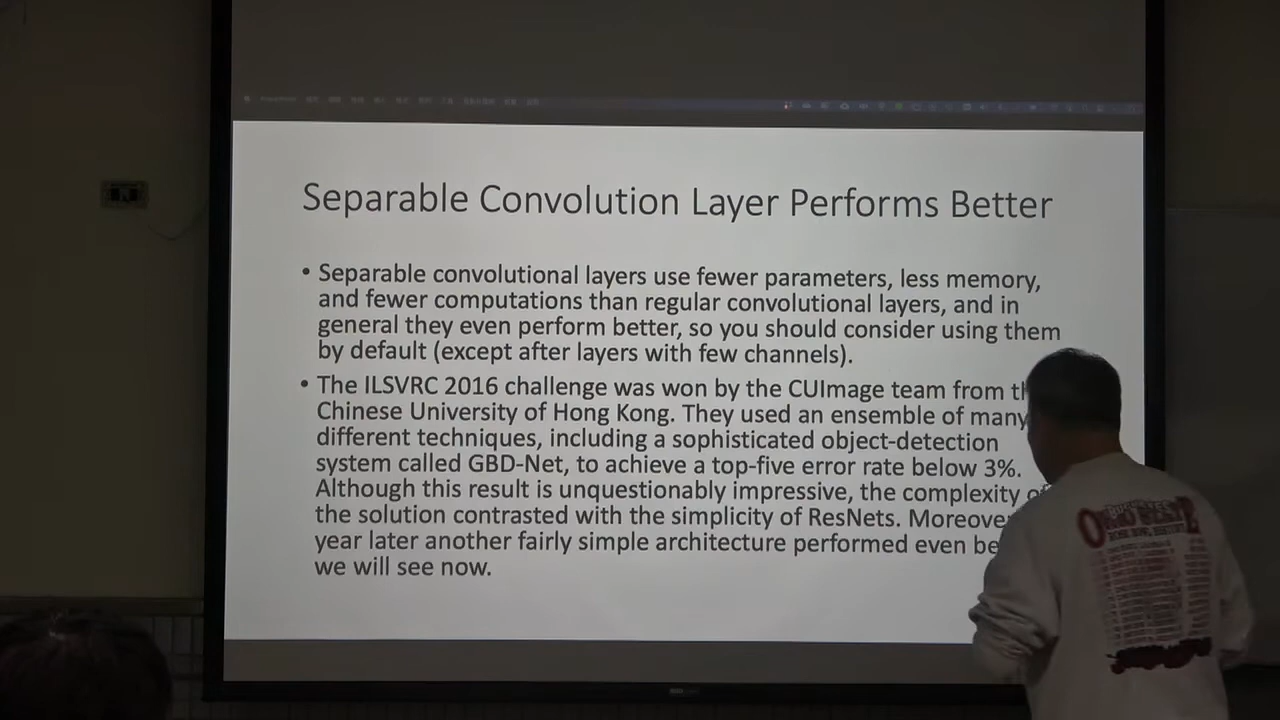 Separable Convolution Layer Performs Better
• Separable convolutional layers use fewer parameters, less memory,
and fewer computations than regular convolutional layers, and in
general they even perform better, so you should consider using them
by default (except after layers with few channels).
• The ILSVRC 2016 challenge was won by the CUImage team from
Chinese University of Hong Kong. They used an ensemble of many
different techniques, including a sophisticated object-detection
system called GBD-Net, to achieve a top-five error rate below 3%.
Although this result is unquestionably impressive, the complexity of
the solution contrasted with the simplicity of ResNets. Moreover
year later another fairly simple architecture performed even
we will see now.